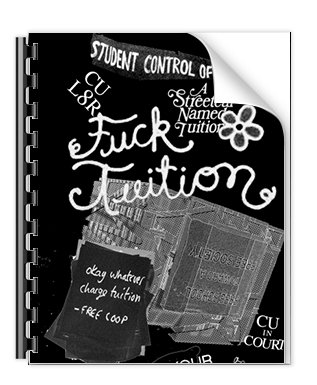 STUDENT CONTROL OF
CU
L8R
A
Streetcar
Named
Tuition
Fuck
Tuition
okay whatever
charge tuition
-FREE COOP
CU
IN
COURT
YOUR